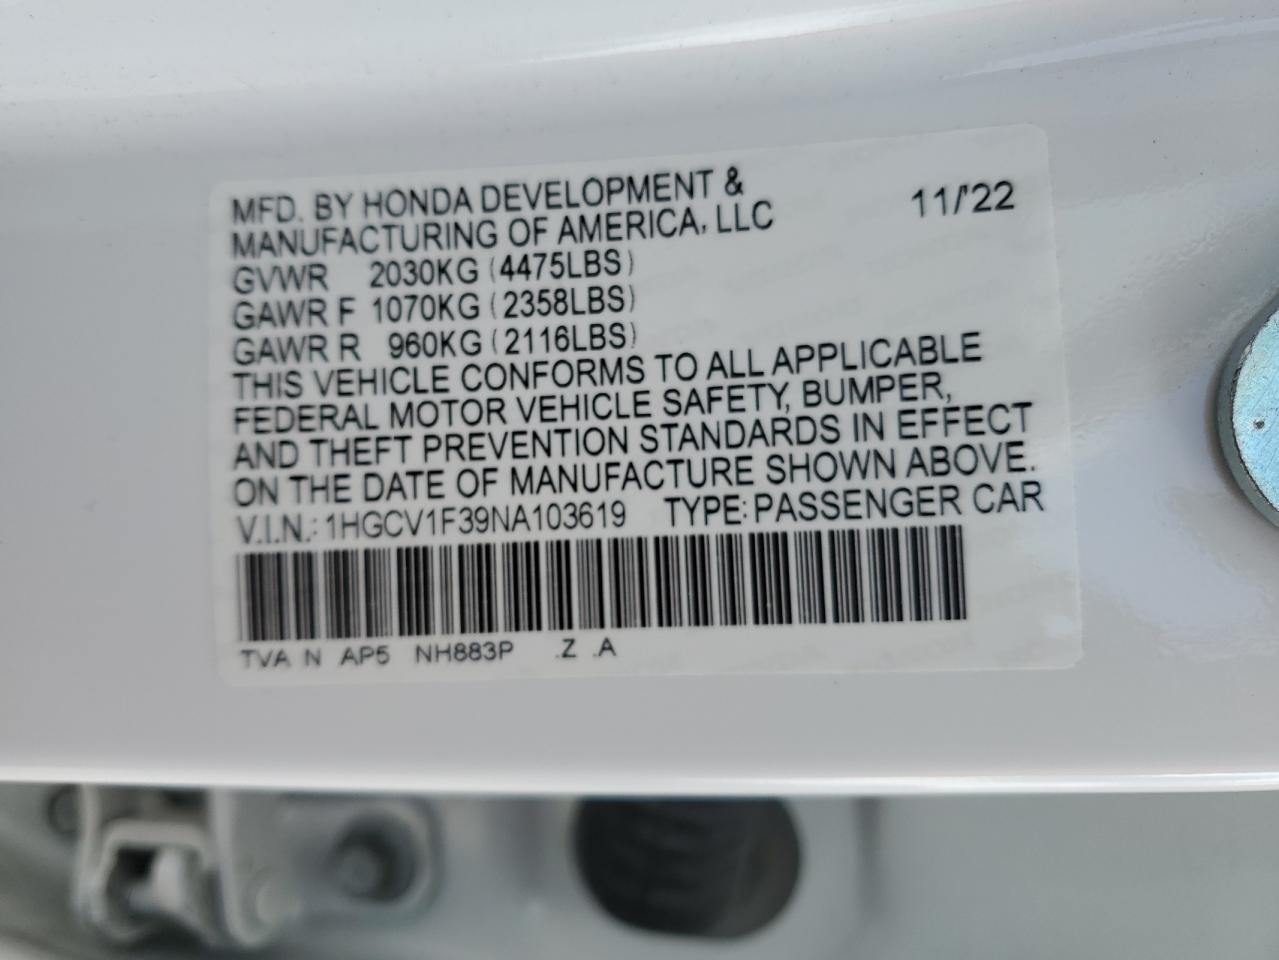 MFD. BY HONDA DEVELOPMENT & 11/'22
MANUFACTURING OF AMERICA, LLC
GVWR 2030KG (4475LBS)
GAWR F 1070KG (2358LBS)
GAWR R 960KG (2116LBS)
THIS VEHICLE CONFORMS TO ALL APPLICABLE
FEDERAL MOTOR VEHICLE SAFETY, BUMPER,
AND THEFT PREVENTION STANDARDS IN EFFECT
ON THE DATE OF MANUFACTURE SHOWN ABOVE.
V.I.N.: 1HGCV1F39NA103619 TYPE: PASSENGER CAR
TVA N AP5 NH883P .Z .A